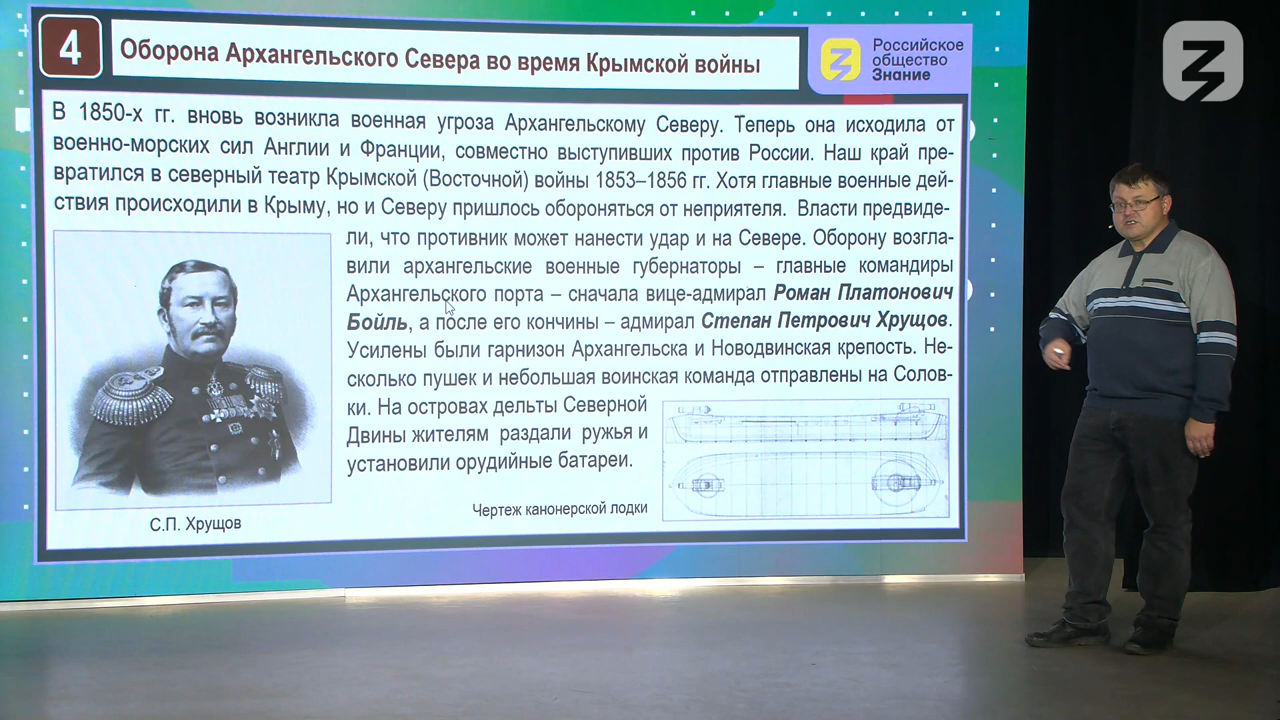 4
Оборона Архангельского Севера во время Крымской войны
Российское
общество
Знание
В 1850-х гг. вновь возникла военная угроза Архангельскому Северу. Теперь она исходила от
военно-морских сил Англии и Франции, совместно выступивших против России. Наш край пре-
вратился в северный театр Крымской (Восточной) войны 1853–1856 гг. Хотя главные военные дей-
ствия происходили в Крыму, но и Северу пришлось обороняться от неприятеля. Власти предвиде-
ли, что противник может нанести удар и на Севере. Оборону возгла-
вили архангельские военные губернаторы – главные командиры
Архангельского порта – сначала вице-адмирал Роман Платонович
Бойль, а после его кончины – адмирал Степан Петрович Хрущов.
Усилены были гарнизон Архангельска и Новодвинская крепость. Не-
сколько пушек и небольшая воинская команда отправлены на Солов-
ки. На островах дельты Северной
Двины жителям раздали ружья и
установили орудийные батареи.
Чертеж канонерской лодки
С.П. Хрущов